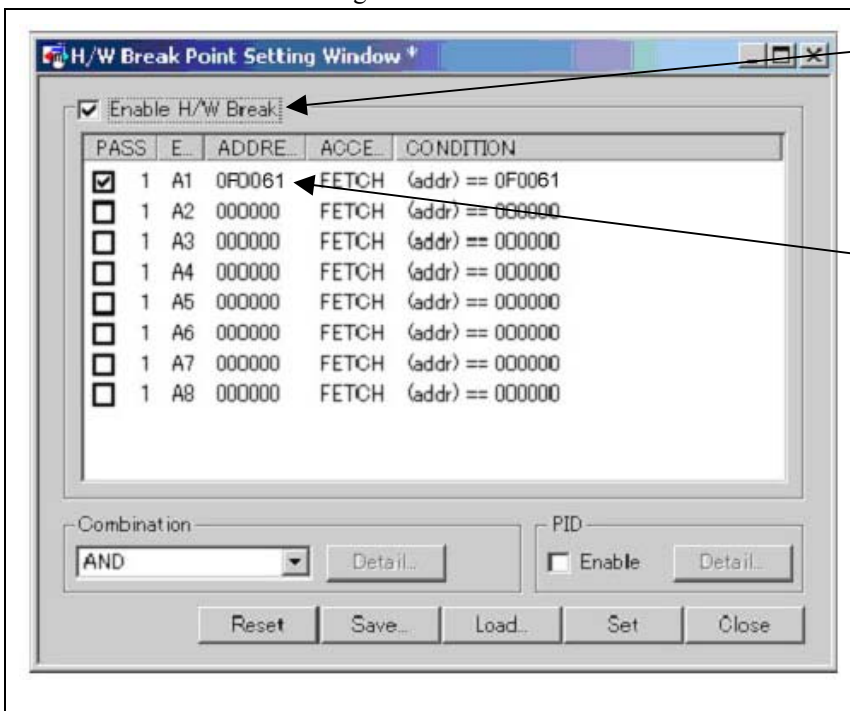 H/W Break Point Setting Window *
Enable H/W Break
PASS E... ADDRE... ACCE... CONDITION
1 A1 0F0061 FETCH (addr) == 0F0061
1 A2 000000 FETCH (addr) == 000000
1 A3 000000 FETCH (addr) == 000000
1 A4 000000 FETCH (addr) == 000000
1 A5 000000 FETCH (addr) == 000000
1 A6 000000 FETCH (addr) == 000000
1 A7 000000 FETCH (addr) == 000000
1 A8 000000 FETCH (addr) == 000000
Combination PID
AND Detail... Enable Detail...
Reset Save... Load... Set Close